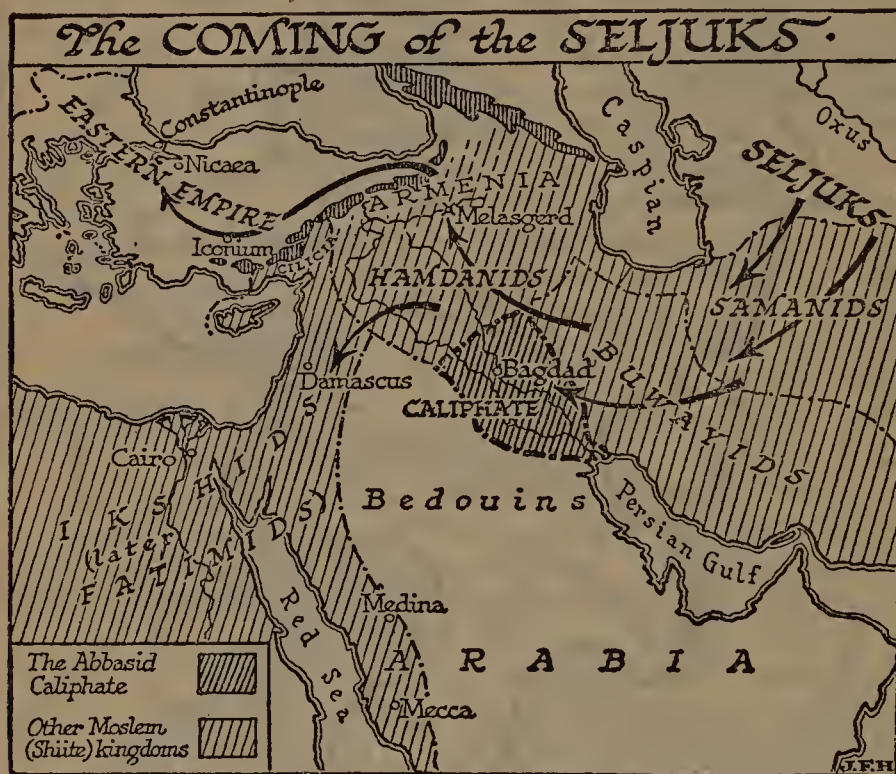 The COMING of the SELJUKS.
EASTERN EMPIRE
Constantinople
Nicaea
Caspian
Oxus
SELJUKS
ARMENIA
Melasgerd
Iconium
CILICIA
HAMDANIDS
SAMANIDS
BUWAYIDS
Bagdad
CALIPHATE
Damascus
Cairo
IKSHIDS
(later
FATIMIDS)
Bedouins
Persian Gulf
Red Sea
Medina
ARABIA
Mecca
The Abbasid
Caliphate
Other Moslem
(Shiite) kingdoms
J.F.H.